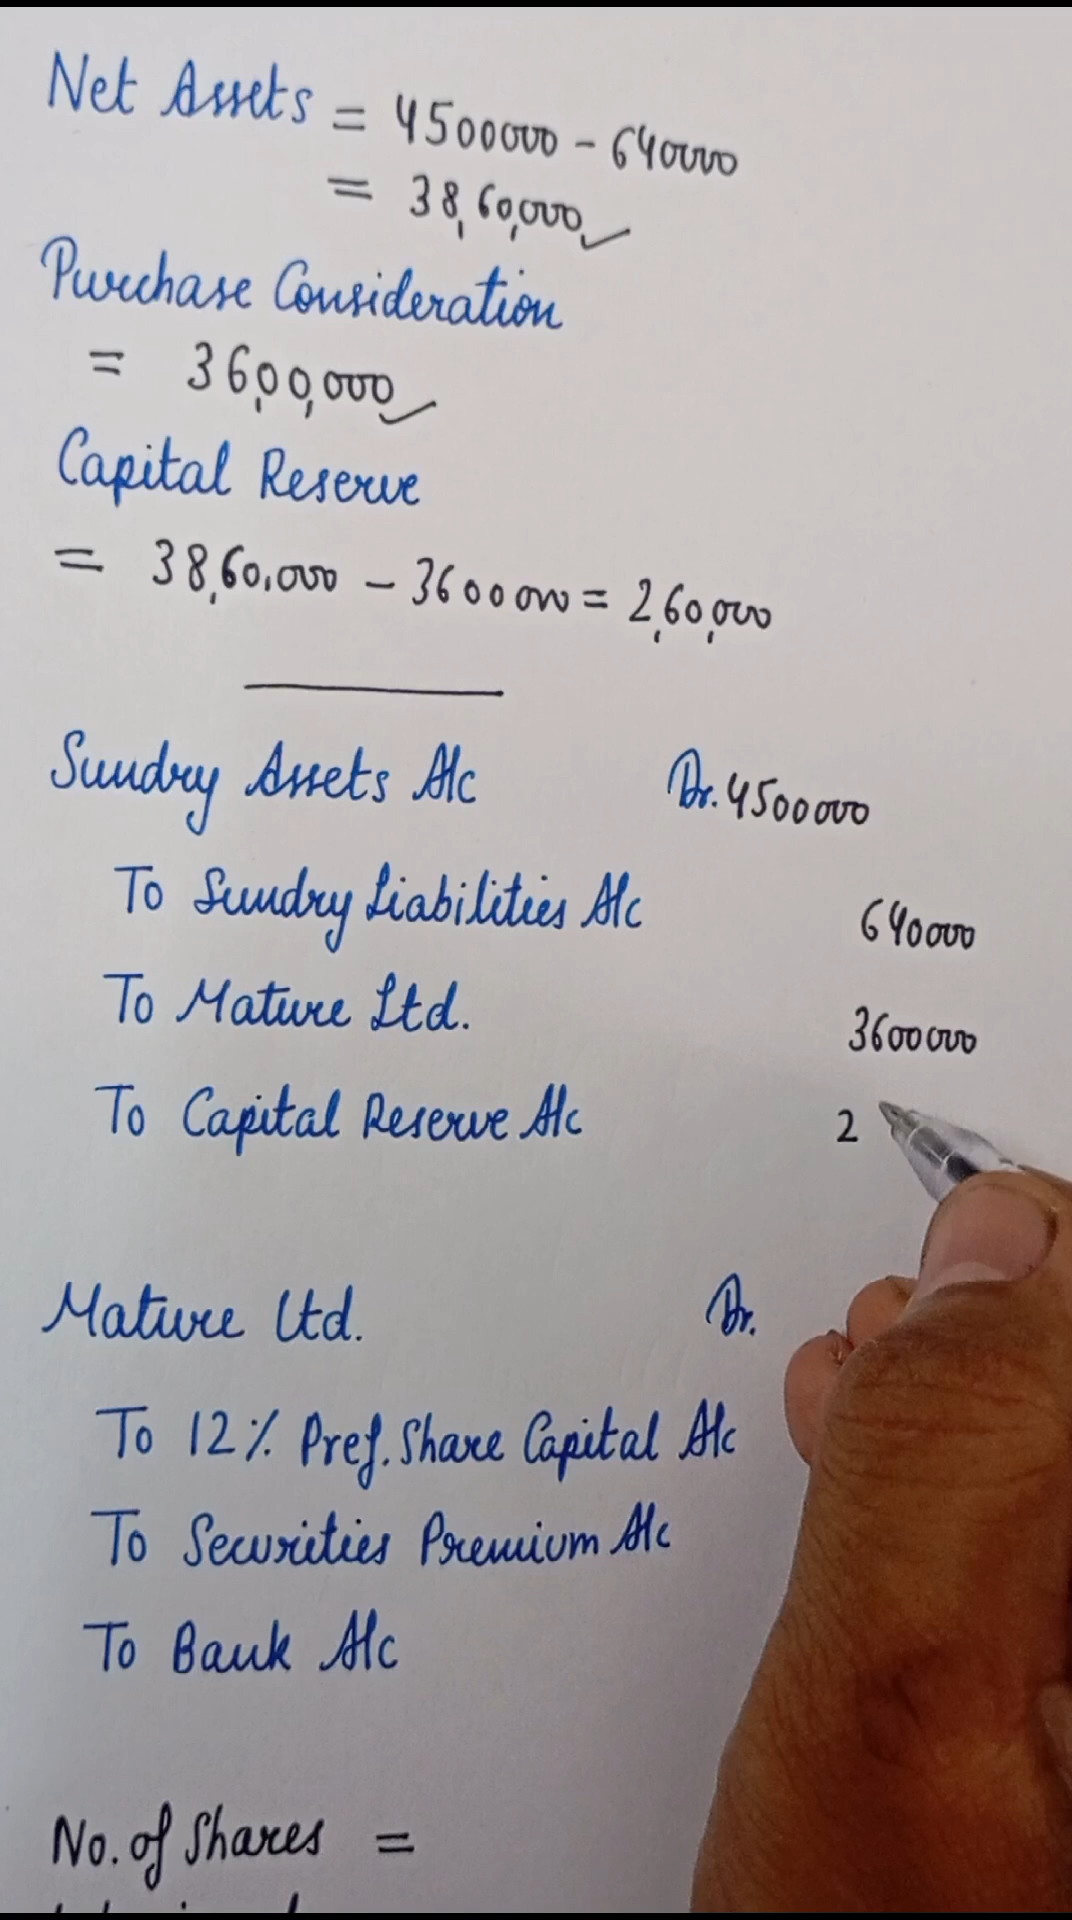 Net Assets = 4500000 - 640000
= 38,60,000
Purchase Consideration
= 36,00,000
Capital Reserve
= 38,60,000 - 3600000 = 2,60,000
Sundry Assets A/c Dr. 4500000
To Sundry Liabilities A/c 640000
To Mature Ltd. 3600000
To Capital Reserve A/c 2
Mature Ltd. Dr.
To 12% Pref. Share Capital A/c
To Securities Premium A/c
To Bank A/c
No. of Shares =